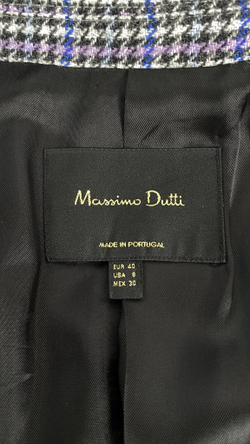 Massimo Dutti
MADE IN PORTUGAL
EUR 40
USA 8
MEX 30